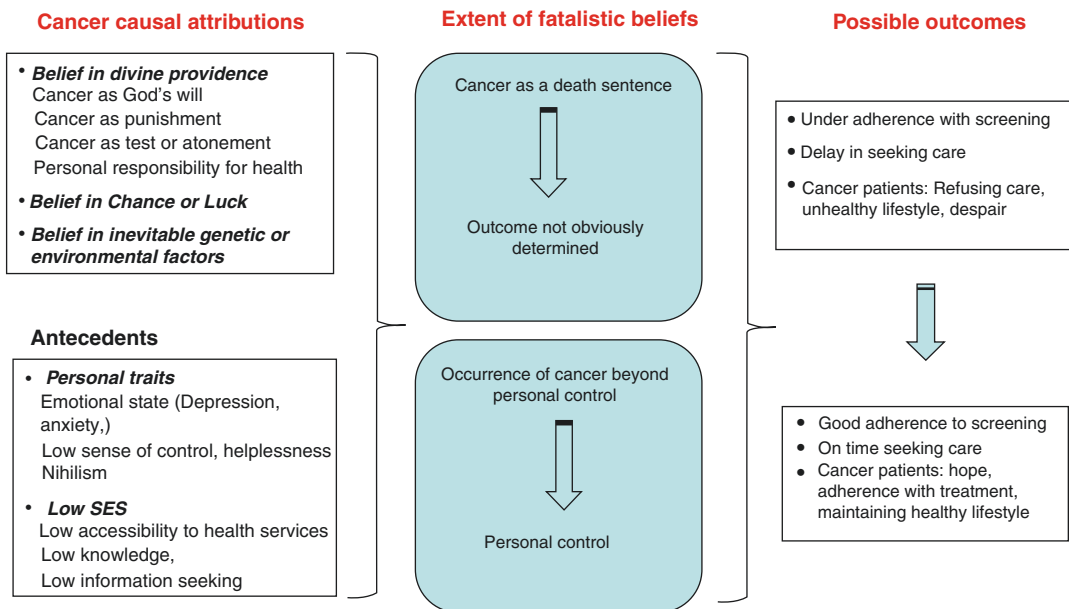 Cancer causal attributions
• Belief in divine providence
Cancer as God's will
Cancer as punishment
Cancer as test or atonement
Personal responsibility for health
• Belief in Chance or Luck
• Belief in inevitable genetic or
environmental factors
Antecedents
• Personal traits
Emotional state (Depression,
anxiety,)
Low sense of control, helplessness
Nihilism
• Low SES
Low accessibility to health services
Low knowledge,
Low information seeking
Extent of fatalistic beliefs
Cancer as a death sentence
Outcome not obviously
determined
Occurrence of cancer beyond
personal control
Personal control
Possible outcomes
• Under adherence with screening
• Delay in seeking care
• Cancer patients: Refusing care,
unhealthy lifestyle, despair
• Good adherence to screening
• On time seeking care
• Cancer patients: hope,
adherence with treatment,
maintaining healthy lifestyle